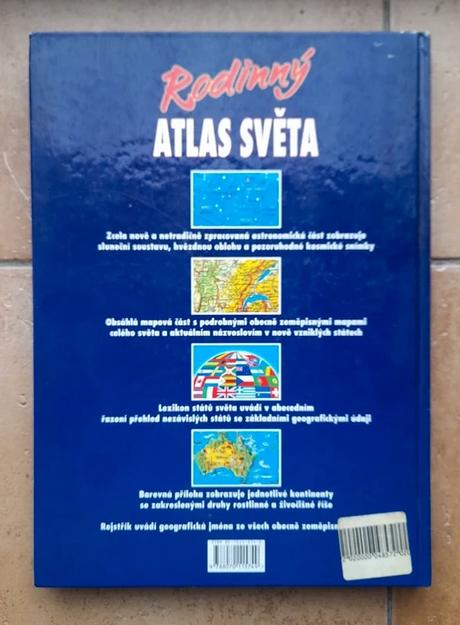 Rodinný
ATLAS SVĚTA
Zcela nově a netradičně zpracovaná astronomická část zobrazuje
sluneční soustavu, hvězdnou oblohu a pozoruhodné kosmické snímky
Obsáhlá mapová část s podrobnými obecně zeměpisnými mapami
celého světa a aktuálním názvoslovím v nově vzniklých státech
Lexikon států světa uvádí v abecedním
řazení přehled nezávislých států se základními geografickými údaji
Barevná příloha zobrazuje jednotlivé kontinenty
se zakreslenými druhy rostlinné a živočišné říše
Rejstřík uvádí geografická jména ze všech obecně